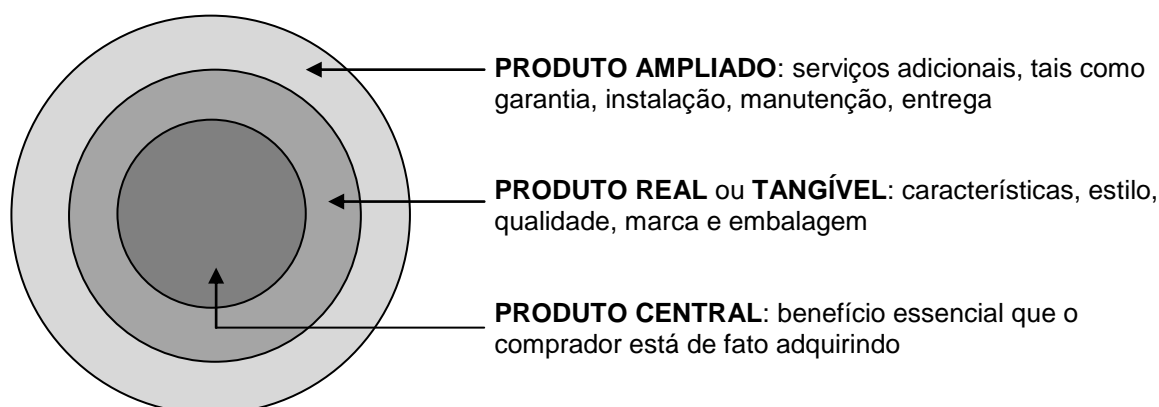 PRODUTO AMPLIADO: serviços adicionais, tais como
garantia, instalação, manutenção, entrega
PRODUTO REAL ou TANGÍVEL: características, estilo,
qualidade, marca e embalagem
PRODUTO CENTRAL: benefício essencial que o
comprador está de fato adquirindo